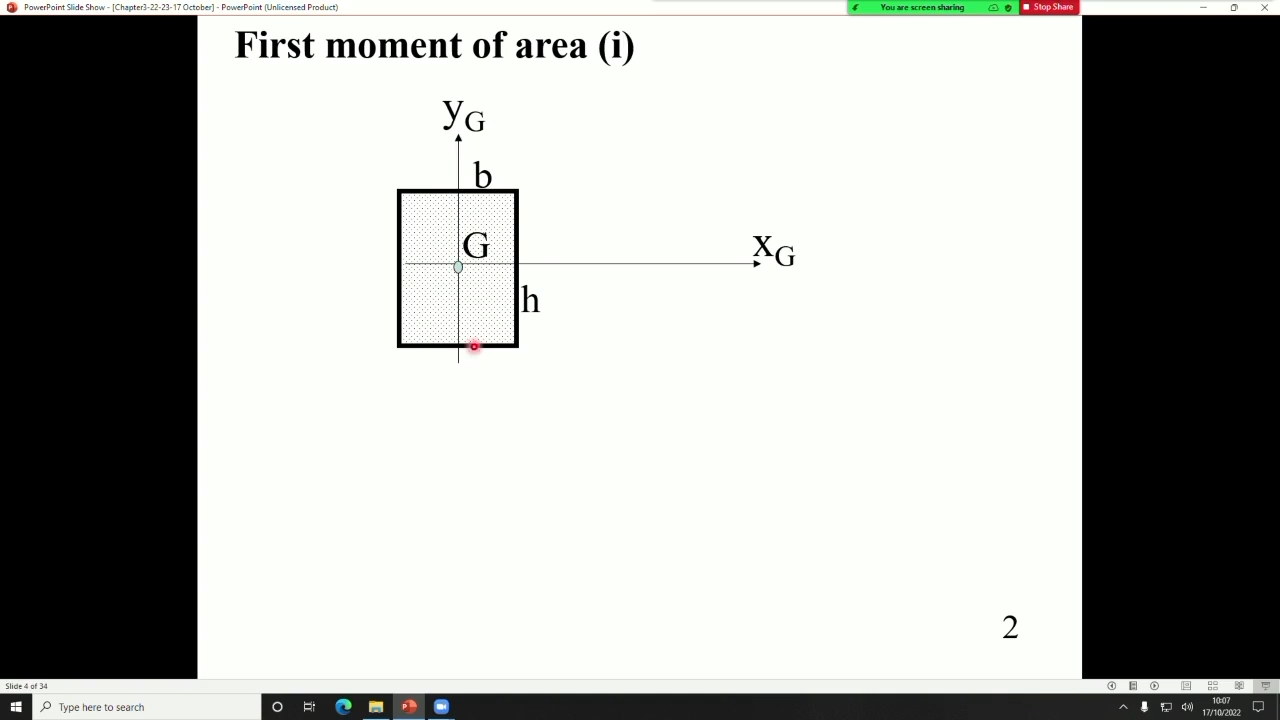 PowerPoint Slide Show - [Chapter3-22-23-17 October] - PowerPoint (Unlicensed Product)
You are screen sharing
Stop Share
First moment of area (i)
yG
b
G
xG
h
2
Slide 4 of 34
Type here to search
10:07
17/10/2022